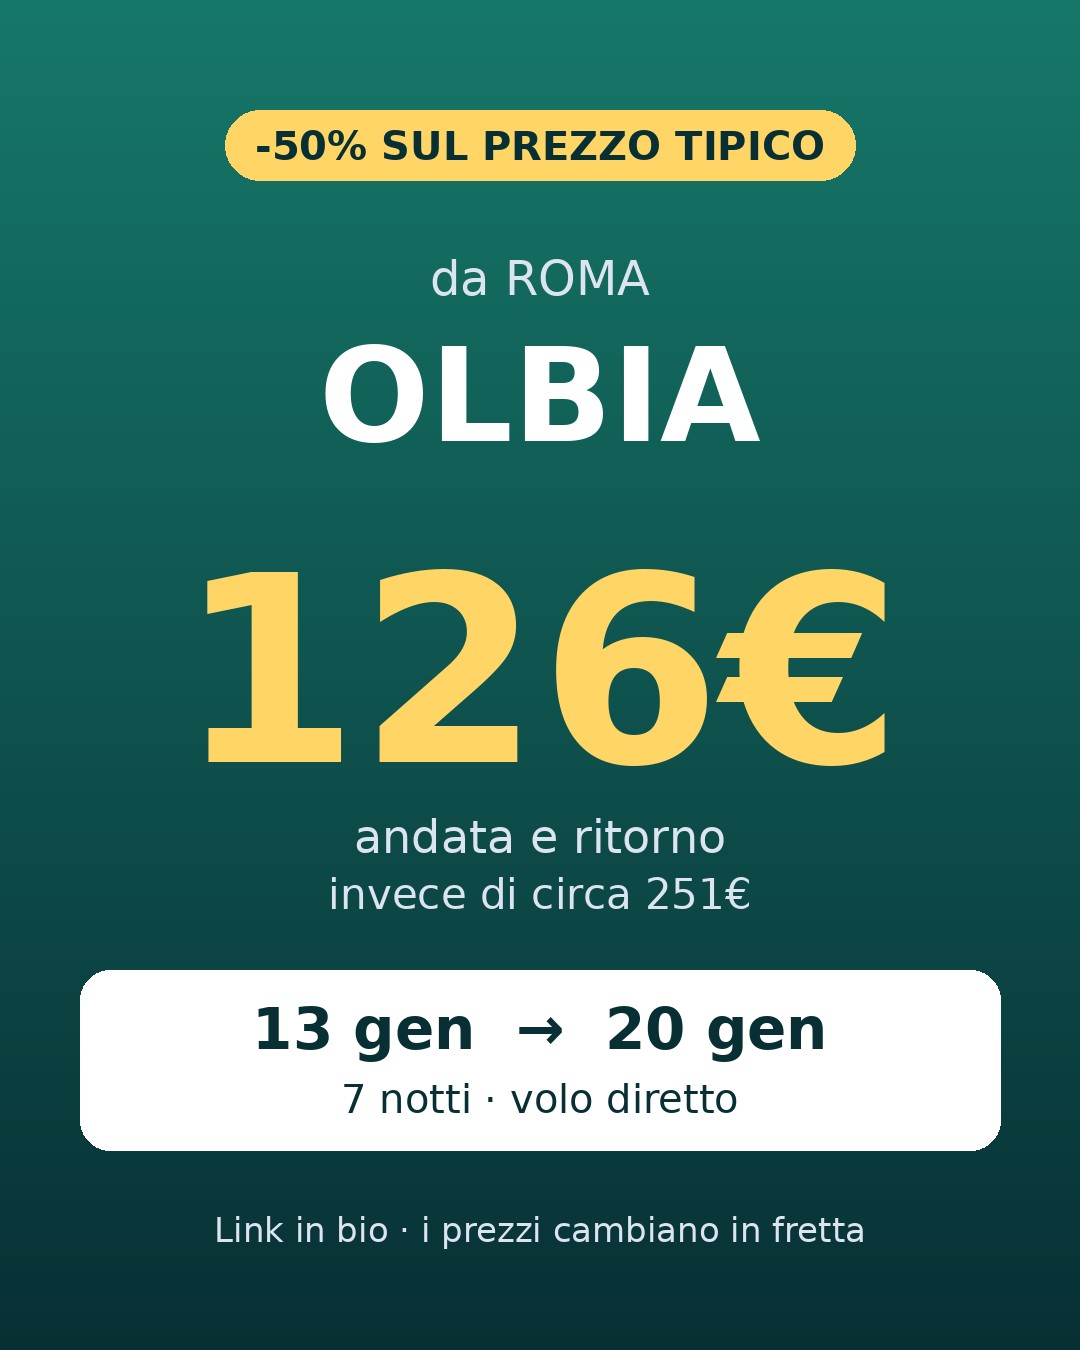 -50% SUL PREZZO TIPICO
da ROMA
OLBIA
126€
andata e ritorno
invece di circa 251€
13 gen → 20 gen
7 notti · volo diretto
Link in bio · i prezzi cambiano in fretta